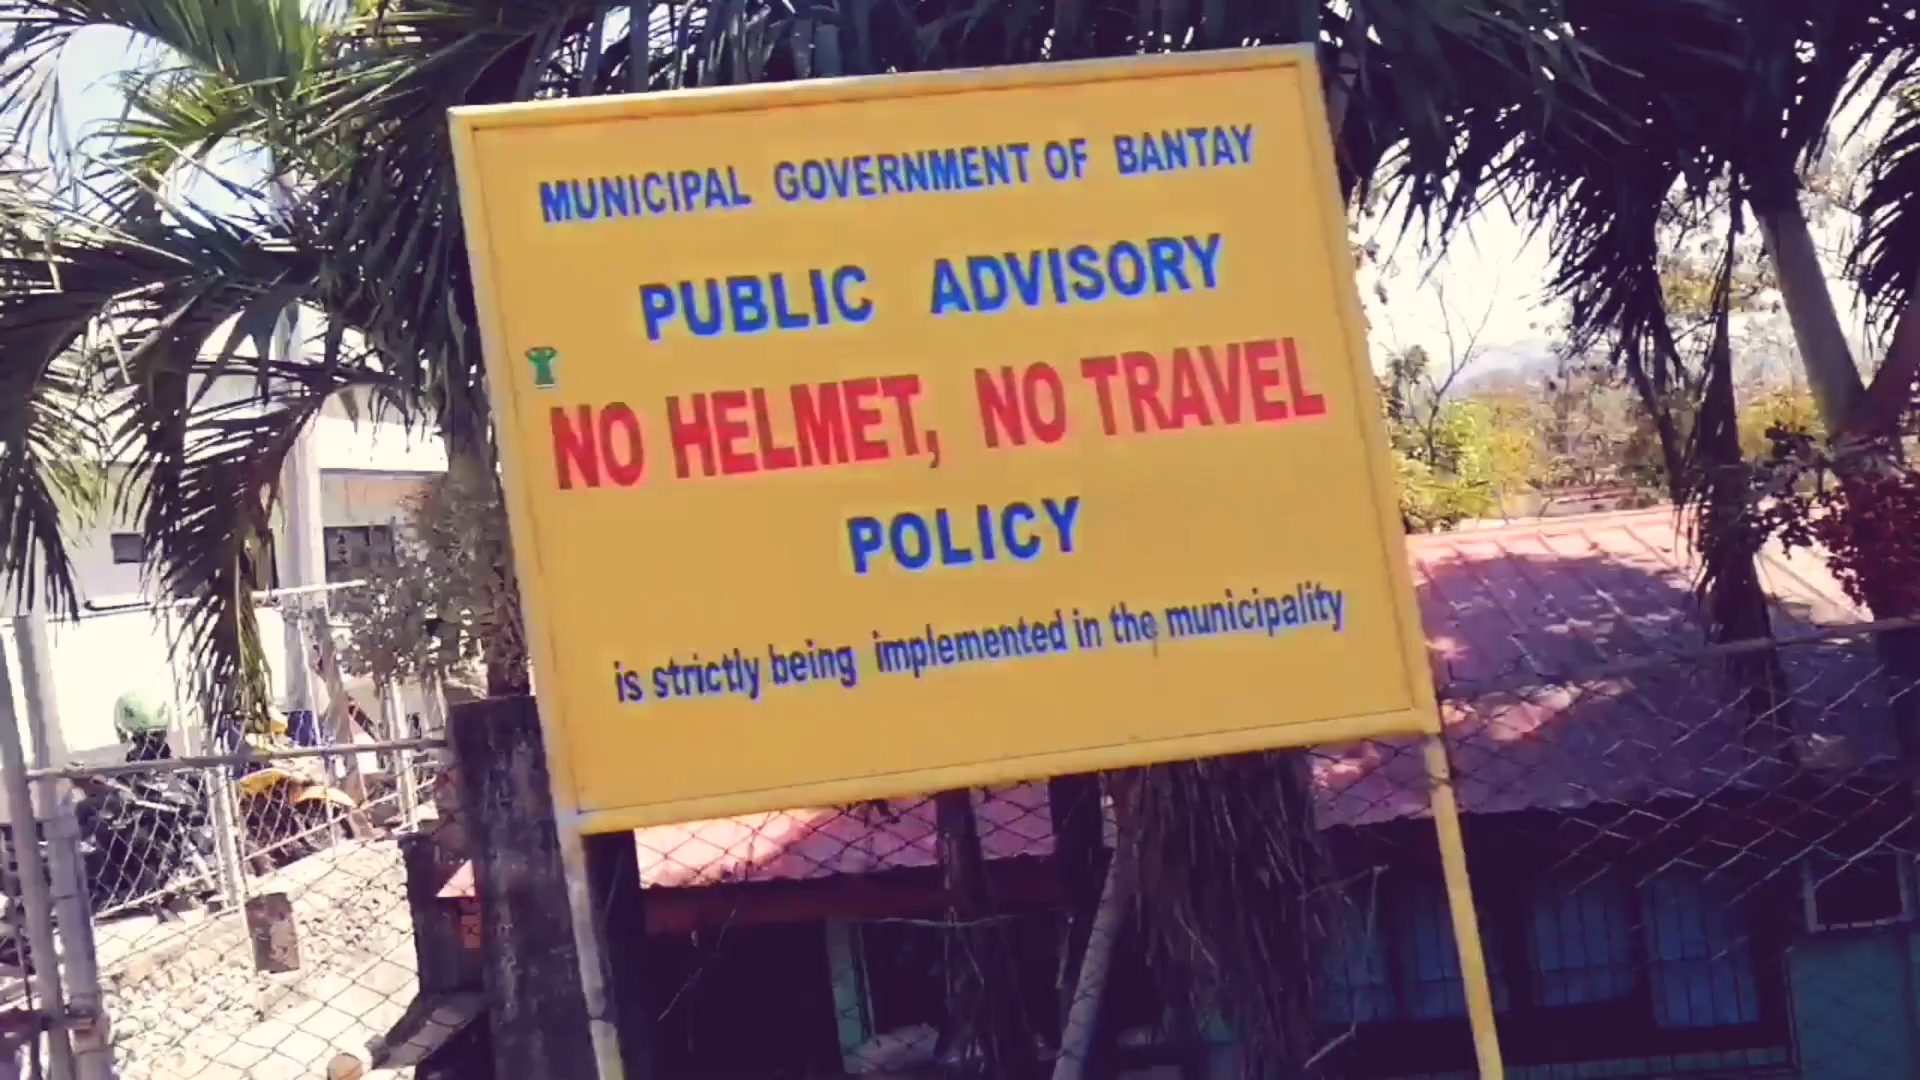 MUNICIPAL GOVERNMENT OF BANTAY
PUBLIC ADVISORY
NO HELMET, NO TRAVEL
POLICY
is strictly being implemented in the municipality